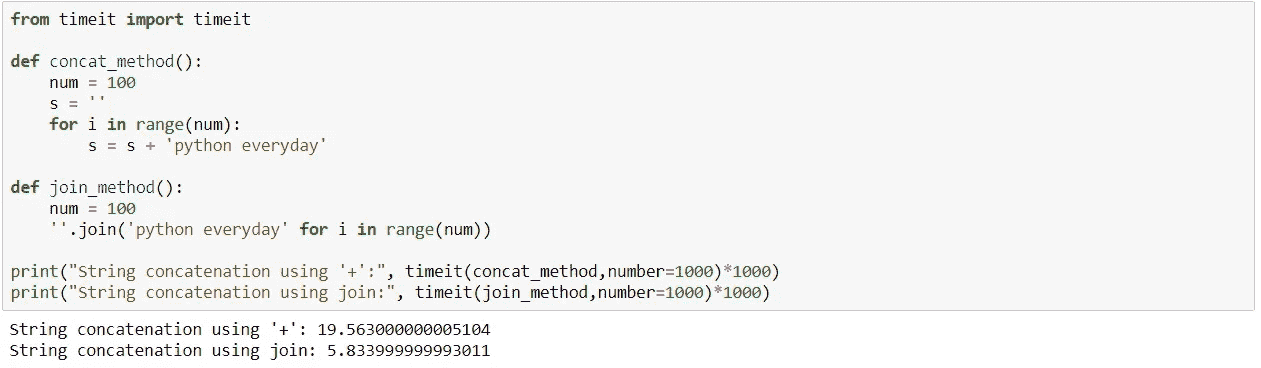 from timeit import timeit

def concat_method():
    num = 100
    s = ''
    for i in range(num):
        s = s + 'python everyday'

def join_method():
    num = 100
    ''.join('python everyday' for i in range(num))

print("String concatenation using '+':", timeit(concat_method,number=1000)*1000)
print("String concatenation using join:", timeit(join_method,number=1000)*1000)
String concatenation using '+': 19.563000000005104
String concatenation using join: 5.833999999993011